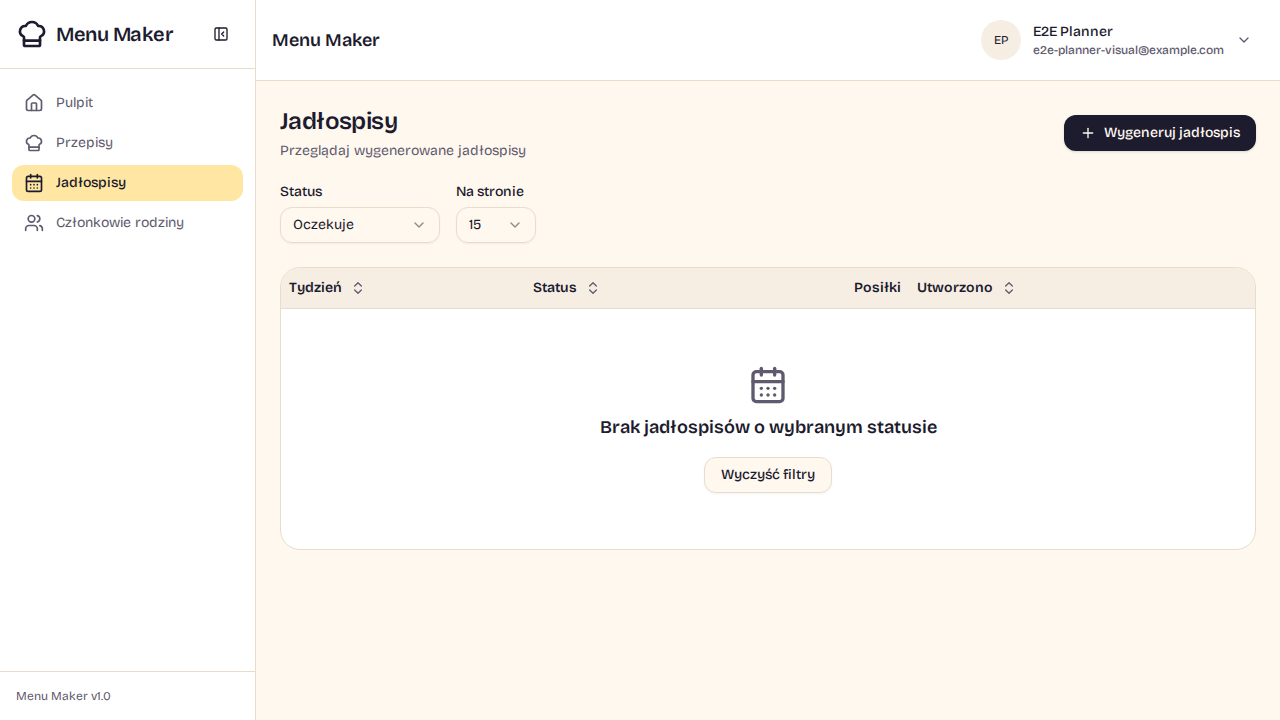 Menu Maker
Menu Maker
EP
E2E Planner
e2e-planner-visual@example.com
Pulpit
Przepisy
Jadłospisy
Członkowie rodziny
Jadłospisy
Przeglądaj wygenerowane jadłospisy
Wygeneruj jadłospis
Status
Na stronie
Oczekuje
15
Tydzień
Status
Posiłki
Utworzono
Brak jadłospisów o wybranym statusie
Wyczyść filtry
Menu Maker v1.0